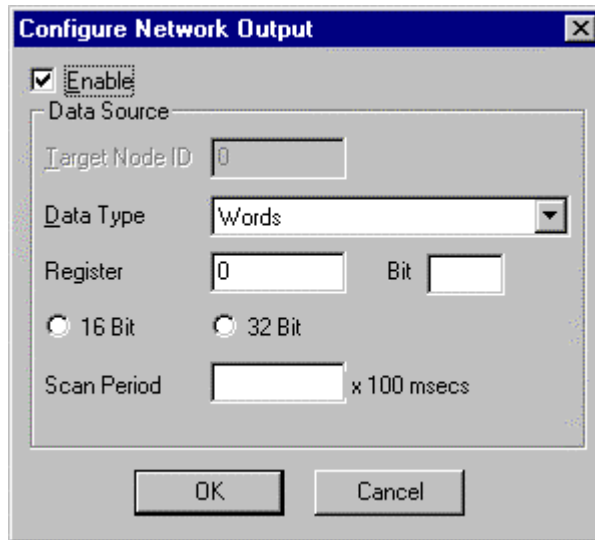 Configure Network Output
Enable
Data Source
Target Node ID 0
Data Type Words
Register 0 Bit
16 Bit 32 Bit
Scan Period x 100 msecs
OK Cancel